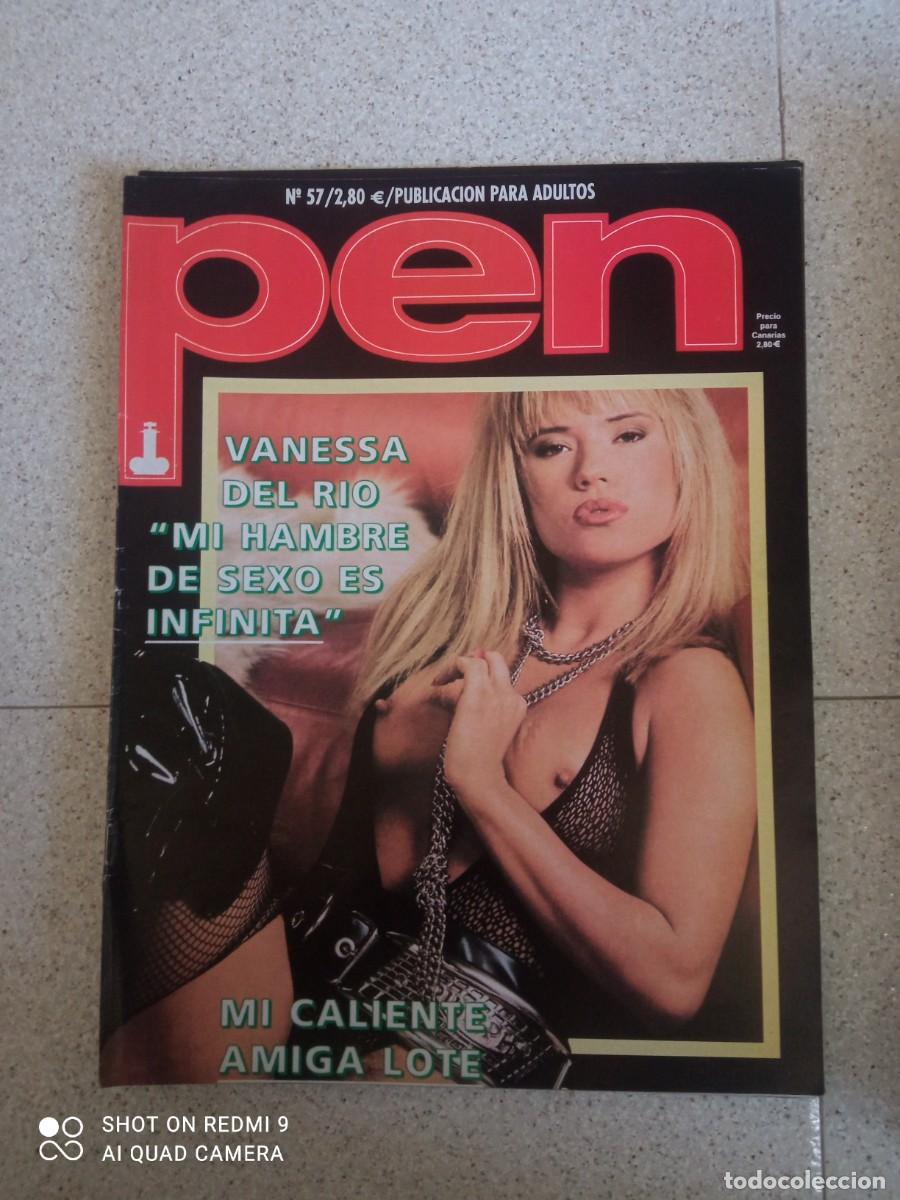 Nº 57/2,80 €/PUBLICACION PARA ADULTOS
pen
Precio
para
Canarias
2,80 €
VANESSA
DEL RIO
"MI HAMBRE
DE SEXO ES
INFINITA"
MI CALIENTE
AMIGA LOTE
SHOT ON REDMI 9
AI QUAD CAMERA
todocoleccion